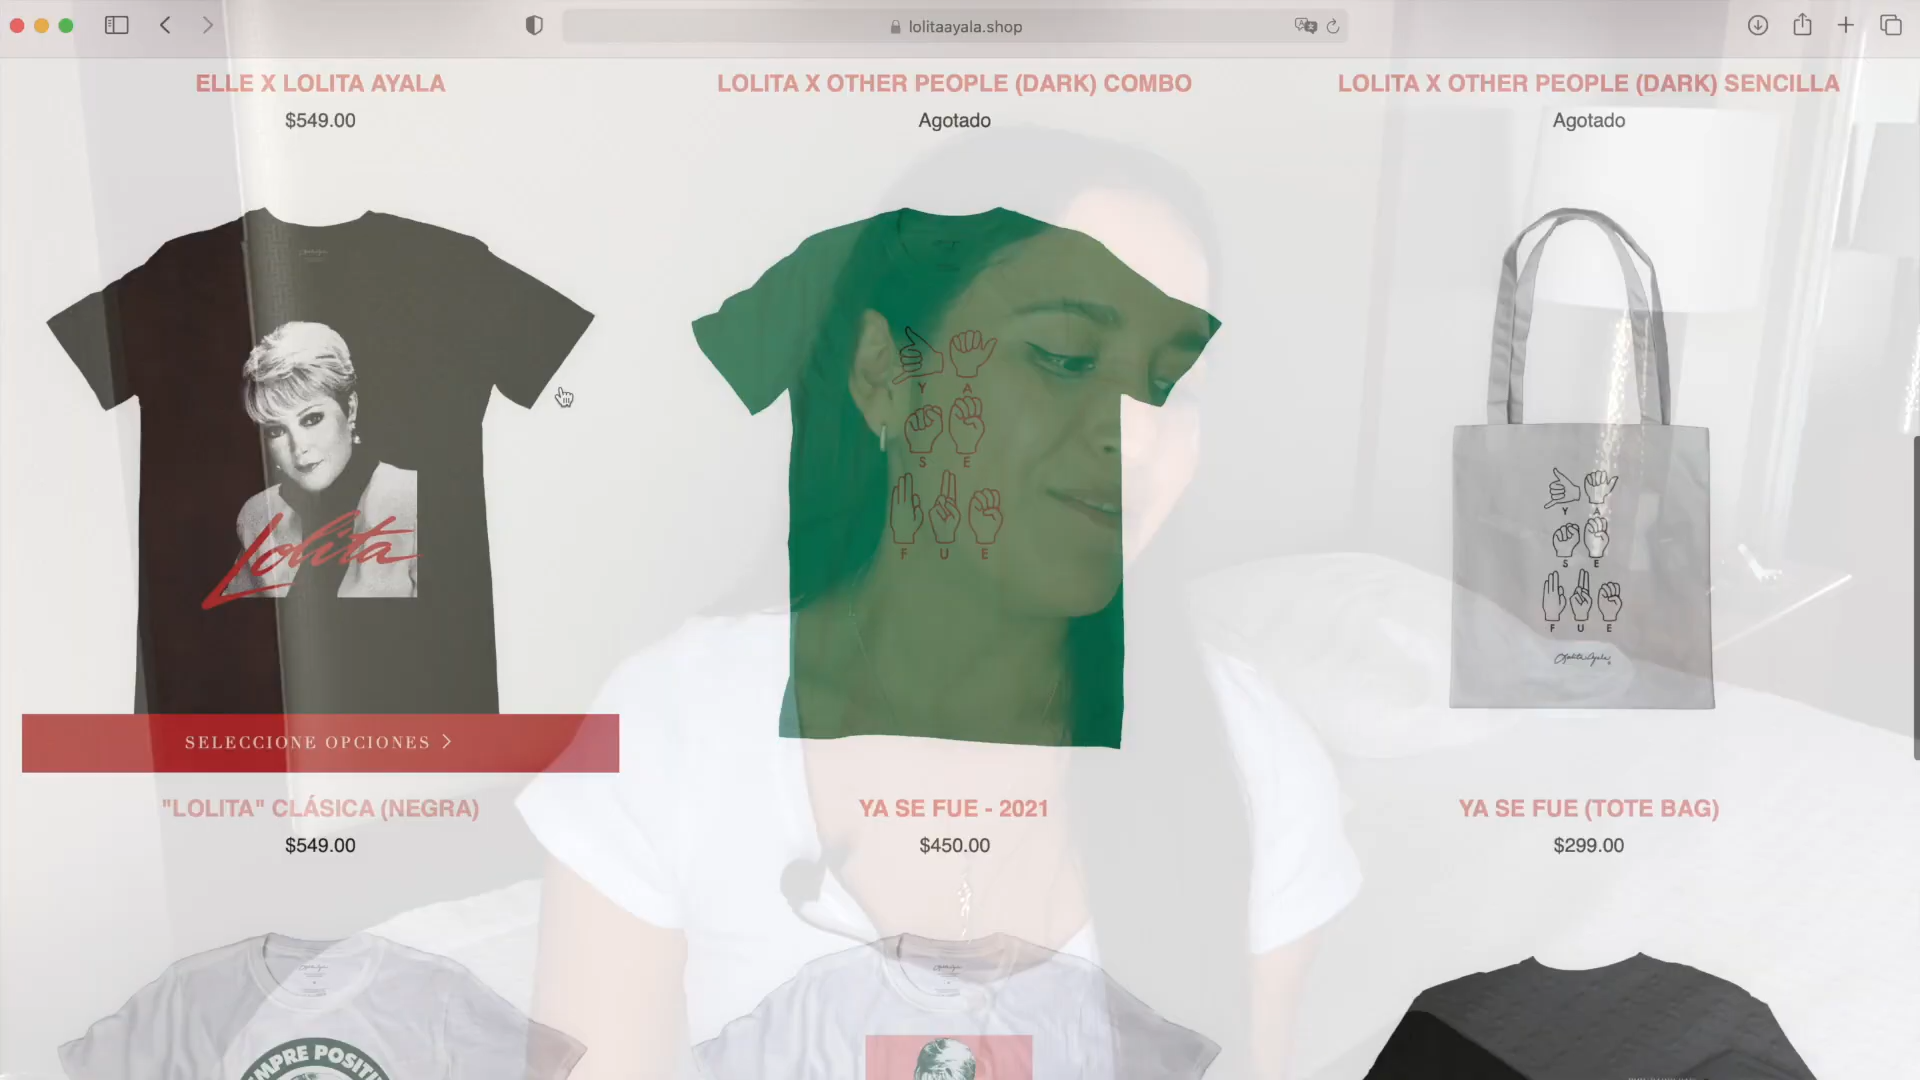 lolitaayala.shop
ELLE X LOLITA AYALA
$549.00
LOLITA X OTHER PEOPLE (DARK) COMBO
Agotado
LOLITA X OTHER PEOPLE (DARK) SENCILLA
Agotado
Lolita
SELECCIONE OPCIONES >
"LOLITA" CLÁSICA (NEGRA)
$549.00
Y A
S E
F U E
YA SE FUE - 2021
$450.00
Y A
S E
F U E
Lolita Ayala
YA SE FUE (TOTE BAG)
$299.00